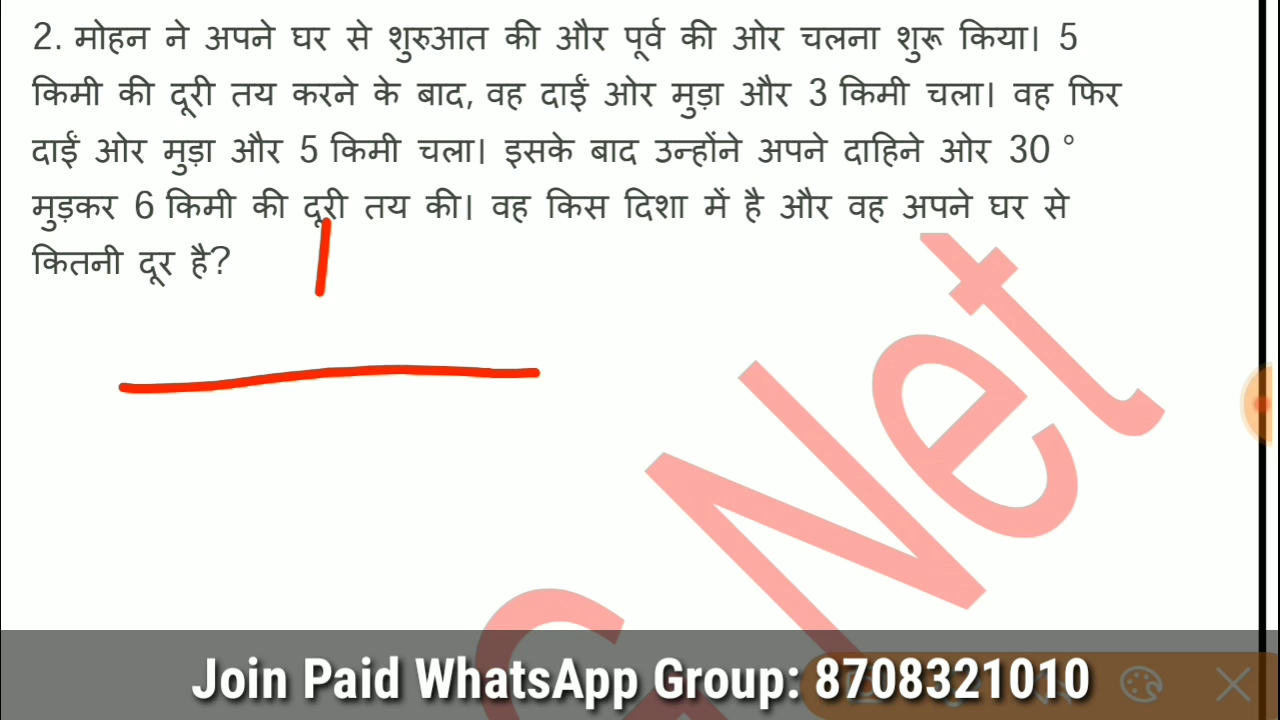 2. मोहन ने अपने घर से शुरुआत की और पूर्व की ओर चलना शुरू किया। 5
किमी की दूरी तय करने के बाद, वह दाईं ओर मुड़ा और 3 किमी चला। वह फिर
दाईं ओर मुड़ा और 5 किमी चला। इसके बाद उन्होंने अपने दाहिने ओर 30 °
मुड़कर 6 किमी की दूरी तय की। वह किस दिशा में है और वह अपने घर से
कितनी दूर है?
G Net
Join Paid WhatsApp Group: 8708321010